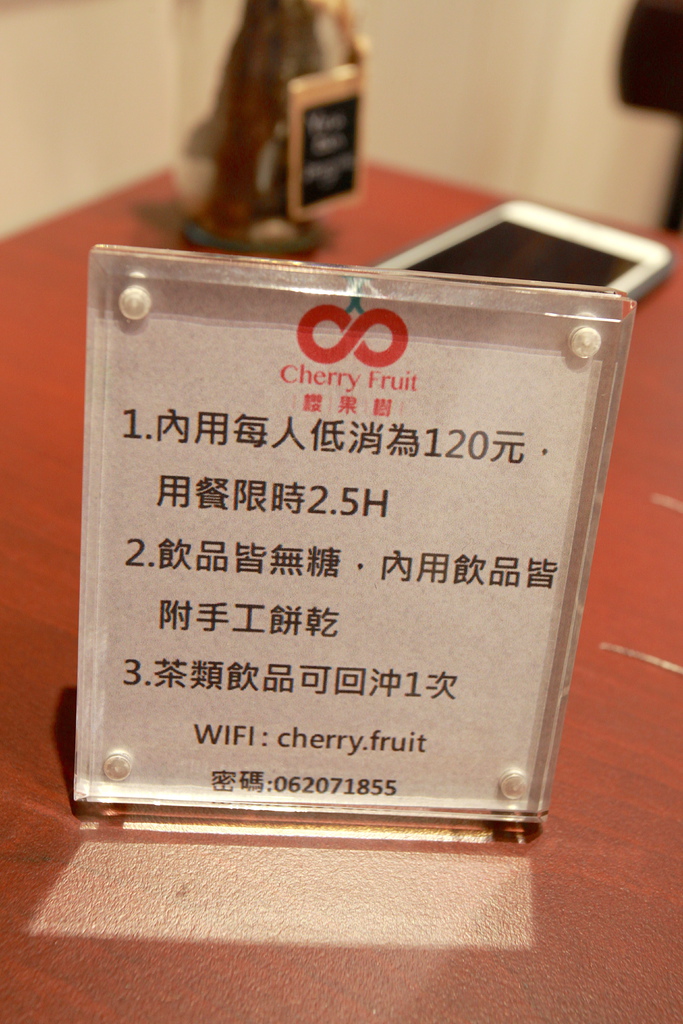 Cherry Fruit
櫻果樹
1.內用每人低消為120元，
用餐限時2.5H
2.飲品皆無糖，內用飲品皆
附手工餅乾
3.茶類飲品可回沖1次
WIFI : cherry.fruit
密碼:062071855